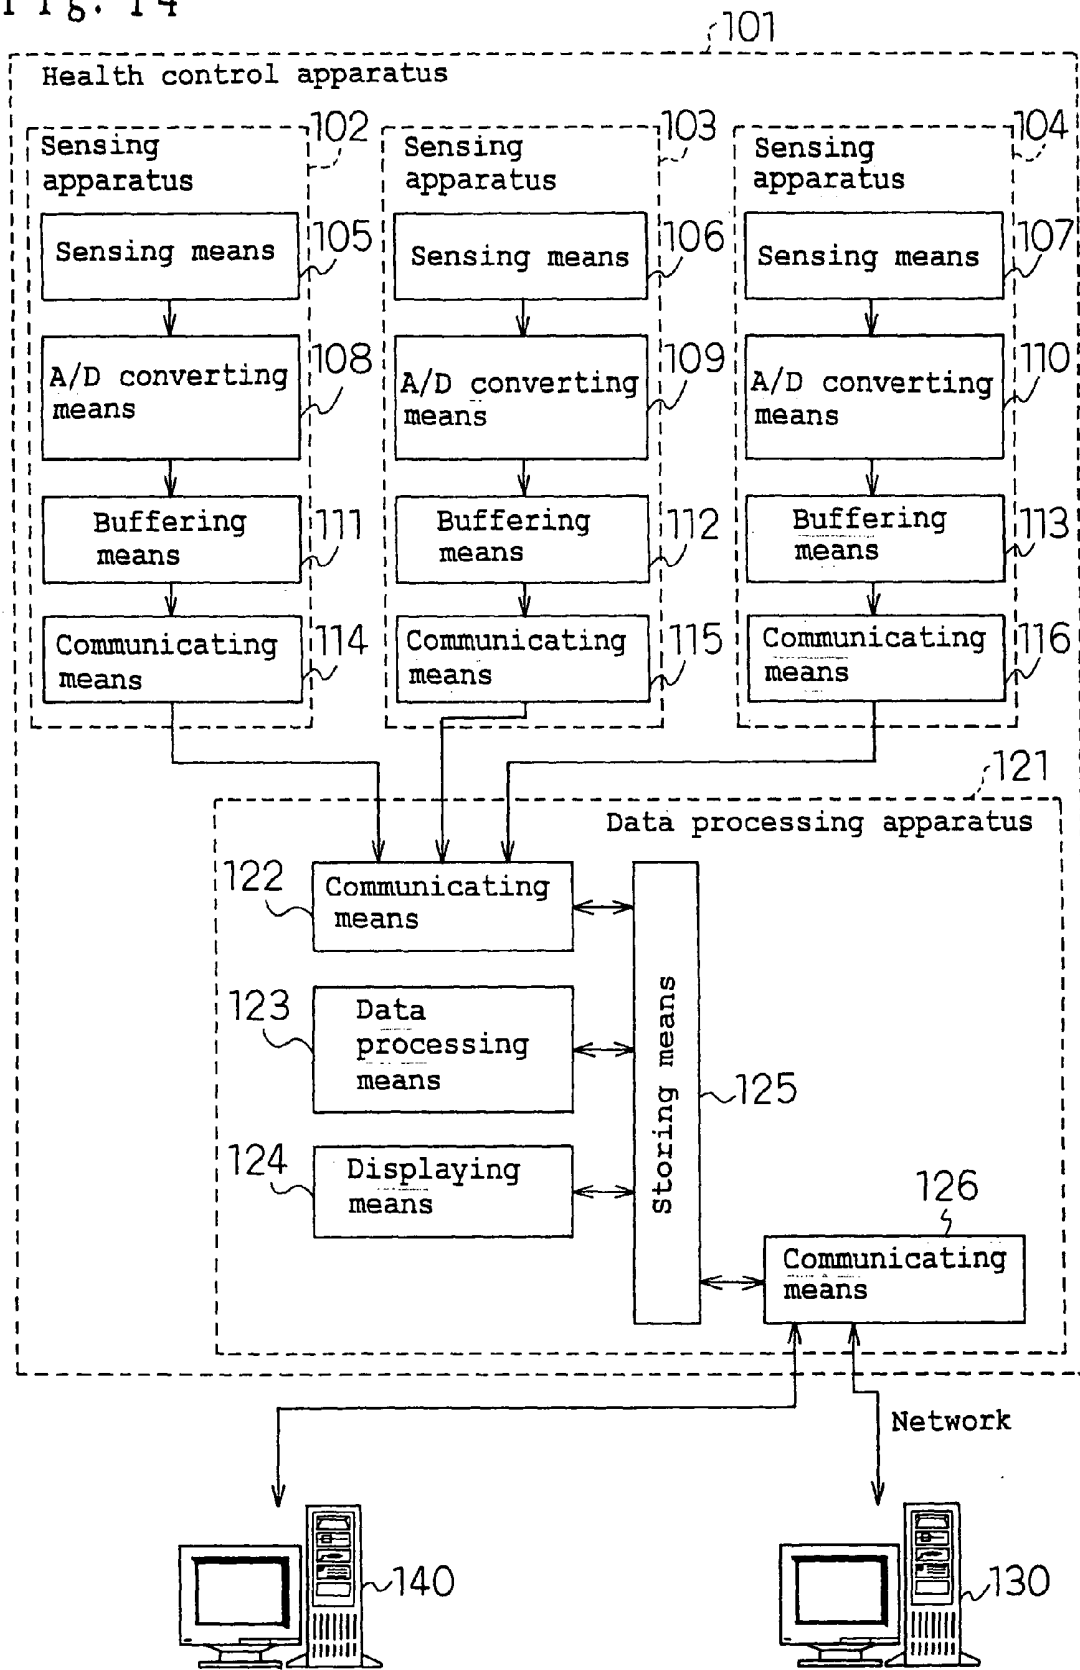 Fig. 14
101
Health control apparatus
102
Sensing
apparatus
103
Sensing
apparatus
104
Sensing
apparatus
Sensing means
105
Sensing means
106
Sensing means
107
A/D converting
means
108
A/D converting
means
109
A/D converting
means
110
Buffering
means
111
Buffering
means
112
Buffering
means
113
Communicating
means
114
Communicating
means
115
Communicating
means
116
121
Data processing apparatus
122
Communicating
means
123
Data
processing
means
124
Displaying
means
Storing means
125
126
Communicating
means
Network
140
130